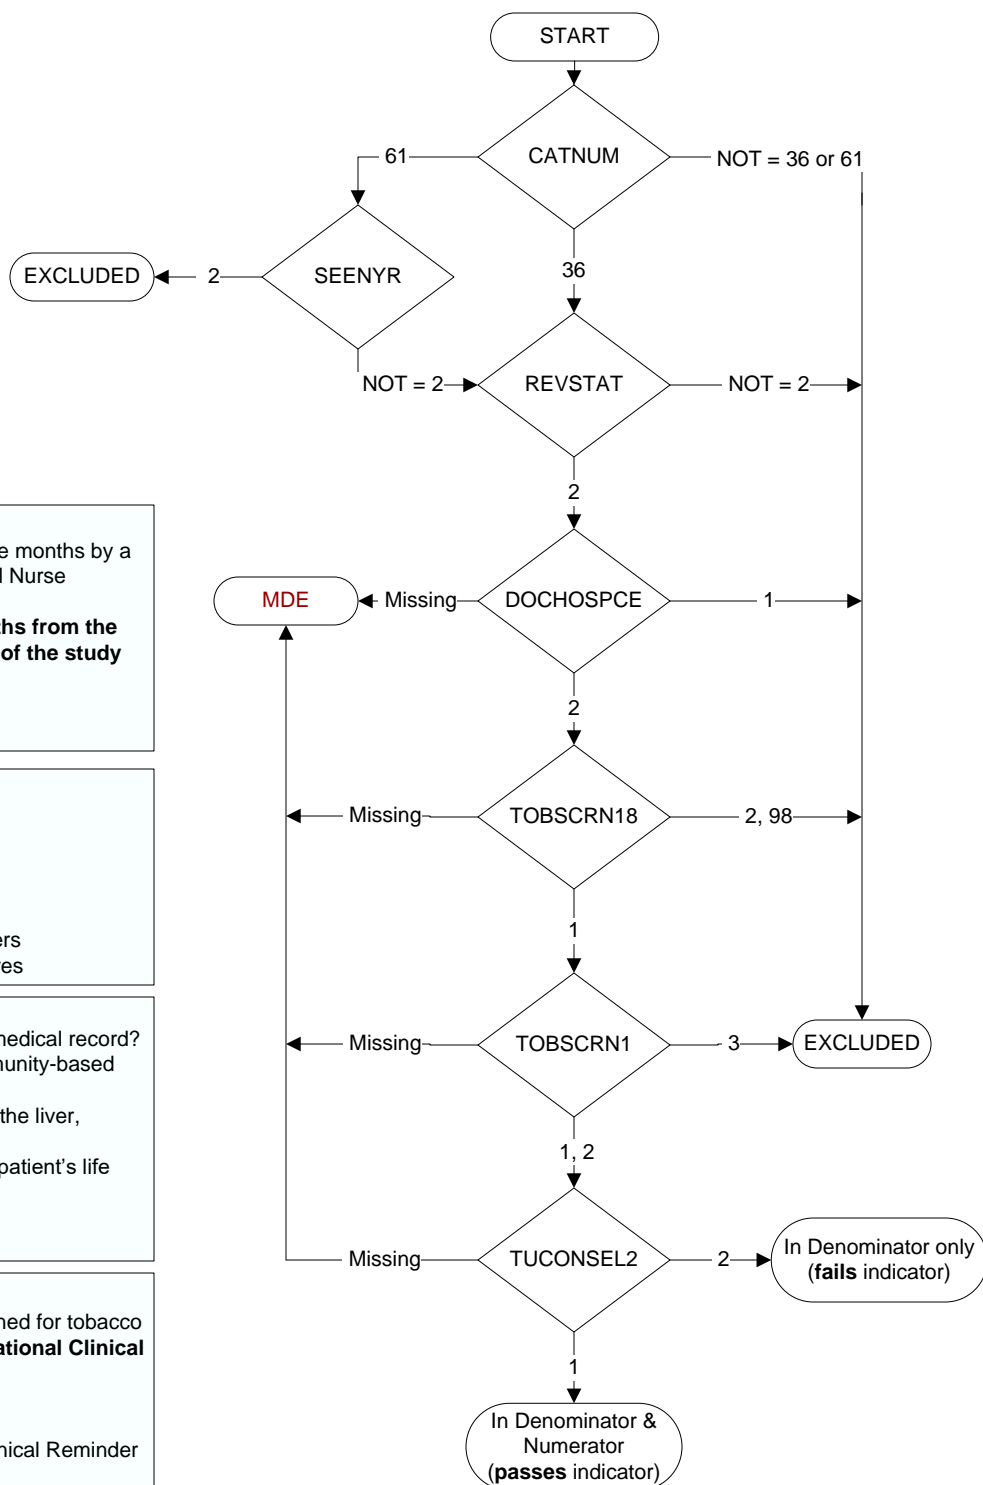 START
CATNUM
61
NOT = 36 or 61
36
SEENYR
2
EXCLUDED
NOT = 2
REVSTAT
NOT = 2
2
e months by a
l Nurse
ths from the
of the study
DOCHOSPCE
Missing
MDE
1
2
TOBSCRN18
Missing
2, 98
1
ers
res
TOBSCRN1
Missing
3
EXCLUDED
1, 2
medical record?
munity-based
the liver,
patient's life
TUCONSEL2
Missing
2
In Denominator only
(fails indicator)
1
ned for tobacco
ational Clinical
nical Reminder
In Denominator &
Numerator
(passes indicator)